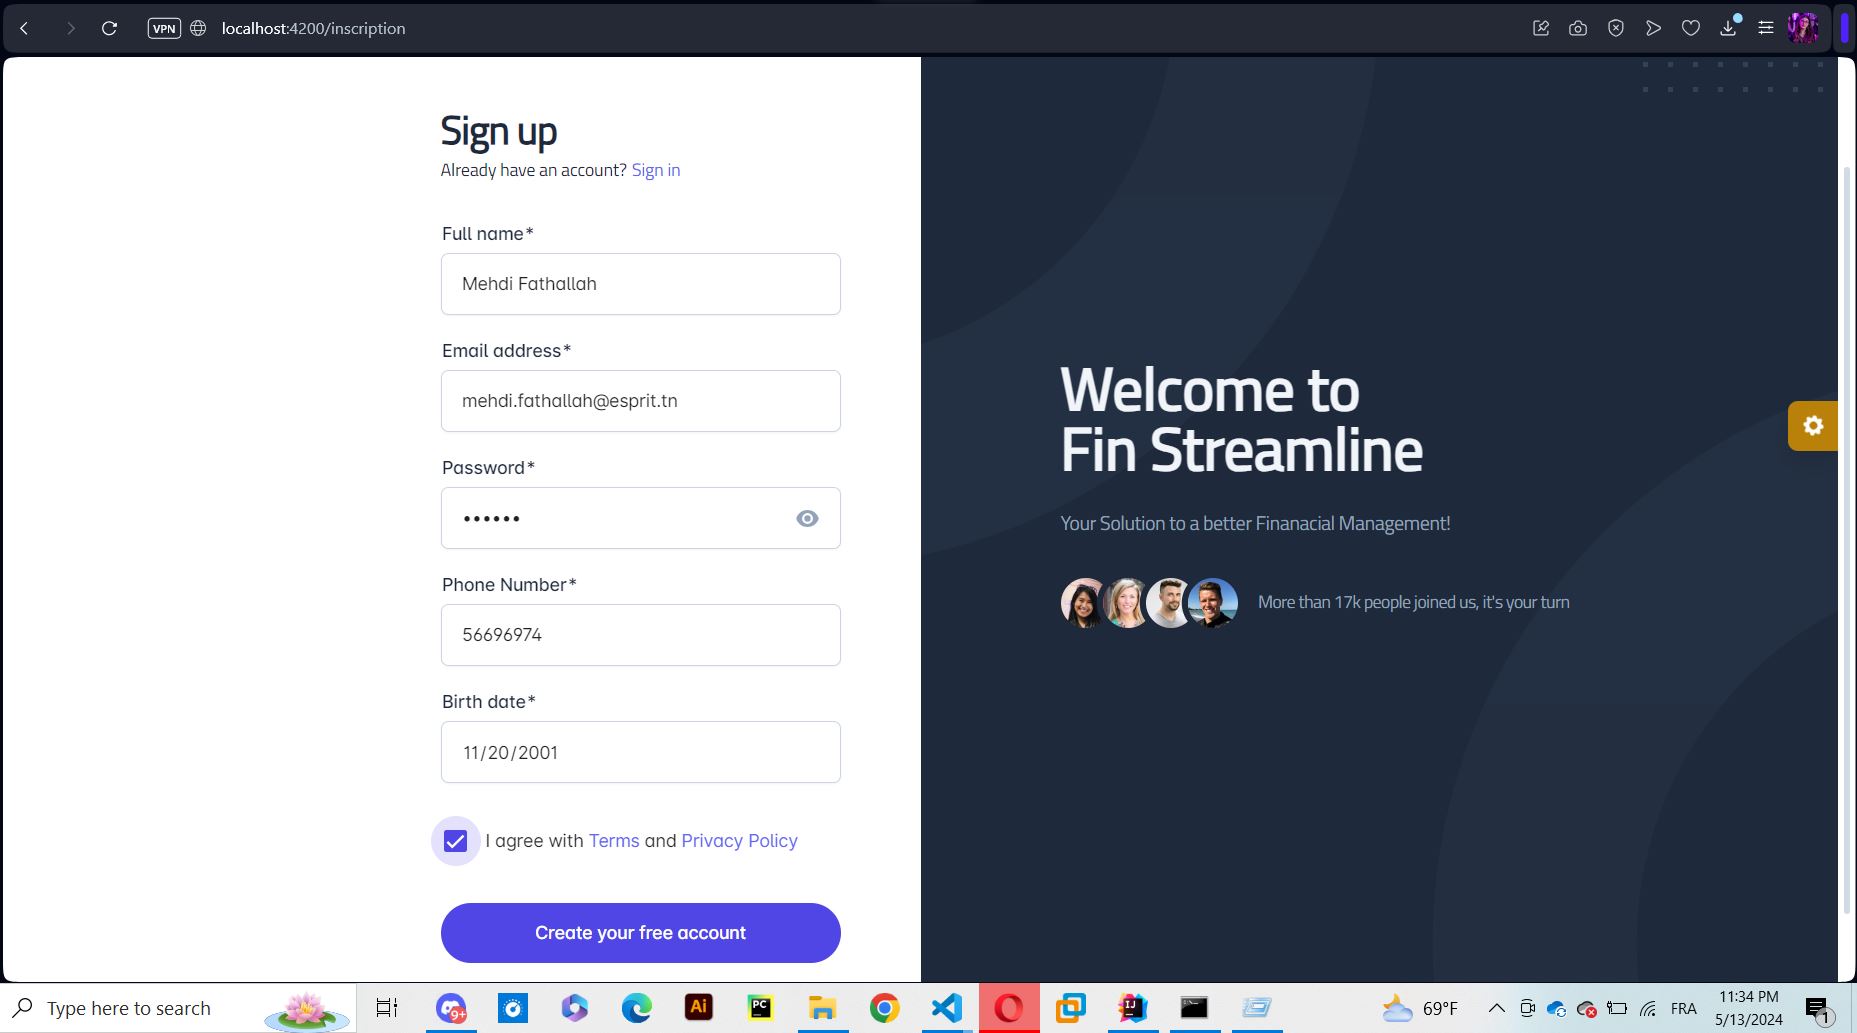 VPN
localhost:4200/inscription
Sign up
Already have an account? Sign in
Full name*
Mehdi Fathallah
Email address*
mehdi.fathallah@esprit.tn
Password*
••••••
Phone Number*
56696974
Birth date*
11/20/2001
I agree with Terms and Privacy Policy
Create your free account
Welcome to
Fin Streamline
Your Solution to a better Finanacial Management!
More than 17k people joined us, it's your turn
Type here to search
9+
Ai
PC
IJ
69°F
FRA
11:34 PM
5/13/2024
1